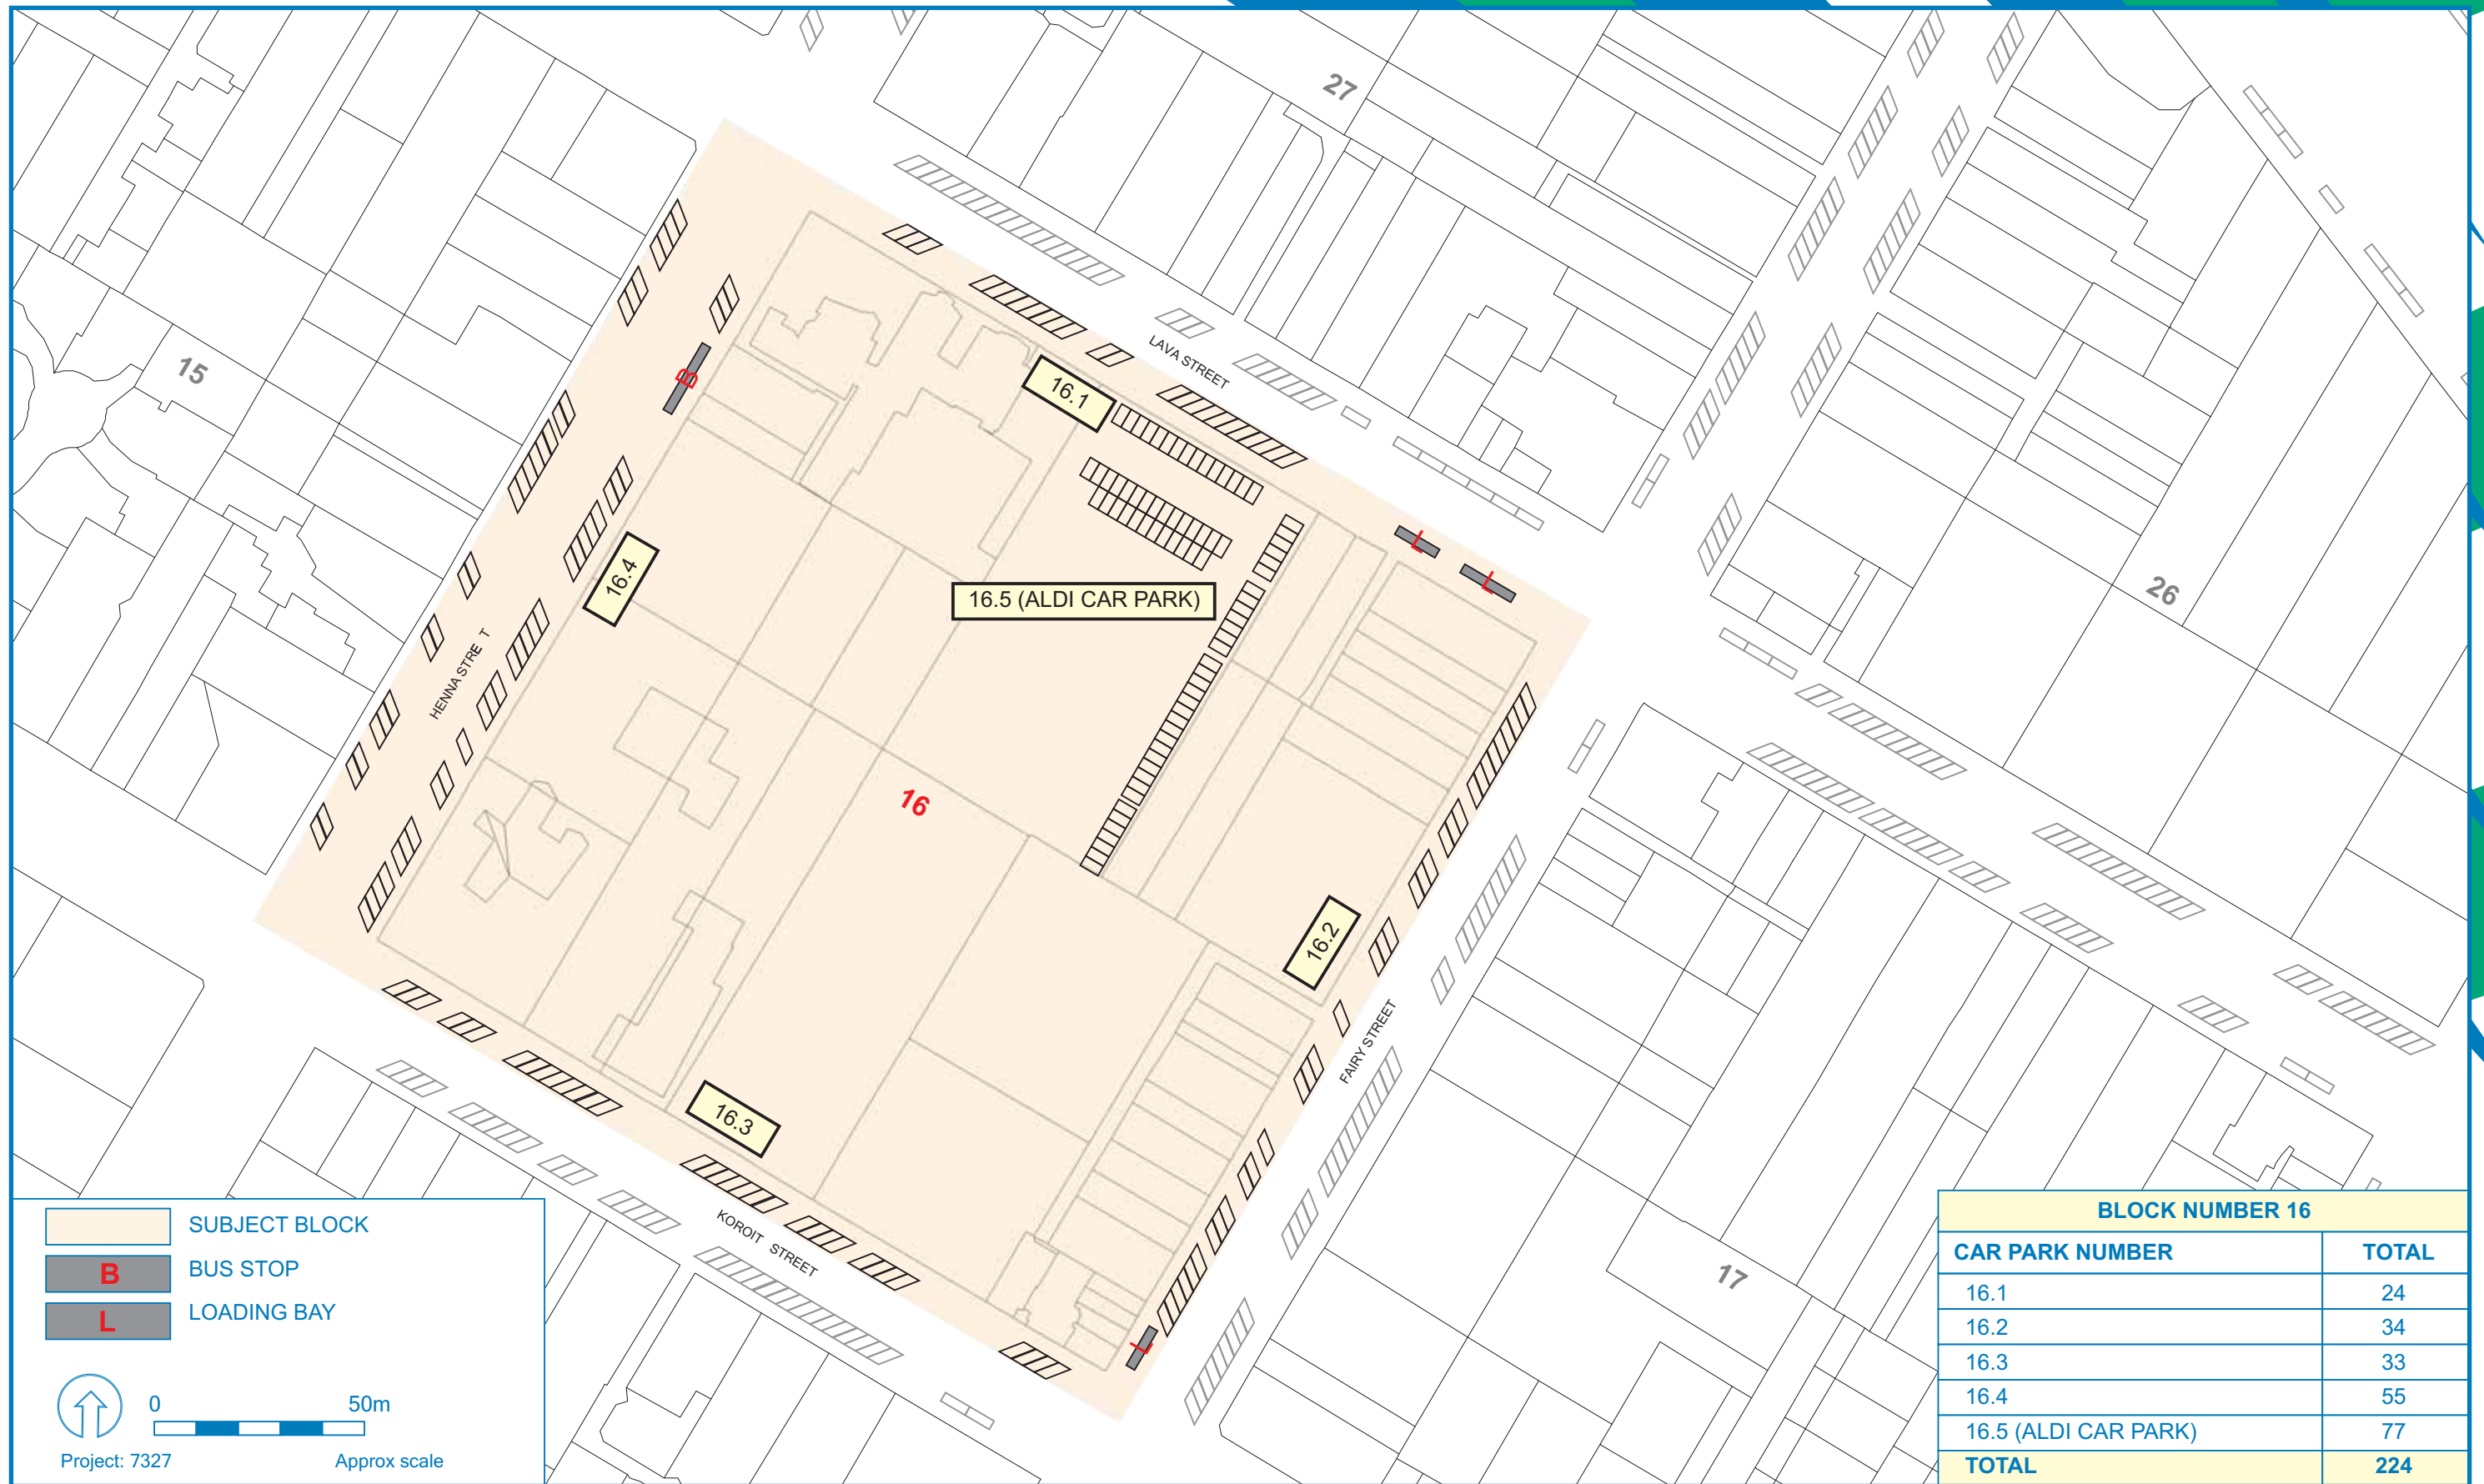 27
15
LAVA STREET
16.1
B
L
L
16.4
16.5 (ALDI CAR PARK)
26
HENNA STRE T
16
16.2
FAIRY STREET
16.3
KOROIT STREET
17
L
SUBJECT BLOCK
B BUS STOP
L LOADING BAY
0 50m
Project: 7327 Approx scale
BLOCK NUMBER 16
CAR PARK NUMBER TOTAL
16.1 24
16.2 34
16.3 33
16.4 55
16.5 (ALDI CAR PARK) 77
TOTAL 224